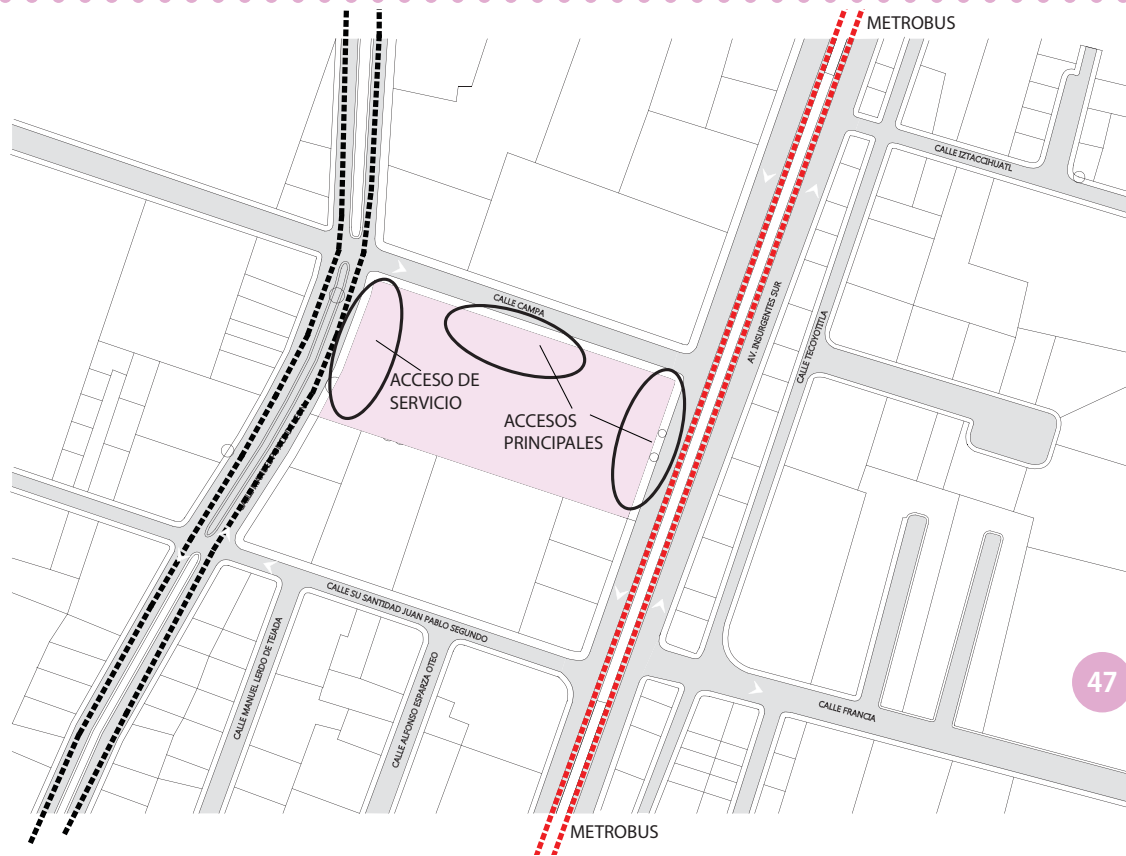 METROBUS
CALLE IZTACCIHUATL
CALLE CAMPA
AV. INSURGENTES SUR
CALLE TECOYOTITLA
ACCESO DE
SERVICIO
ACCESOS
PRINCIPALES
CALLE SU SANTIDAD JUAN PABLO SEGUNDO
CALLE MANUEL LERDO DE TEJADA
CALLE ALFONSO ESPARZA OTEO
47
CALLE FRANCIA
METROBUS